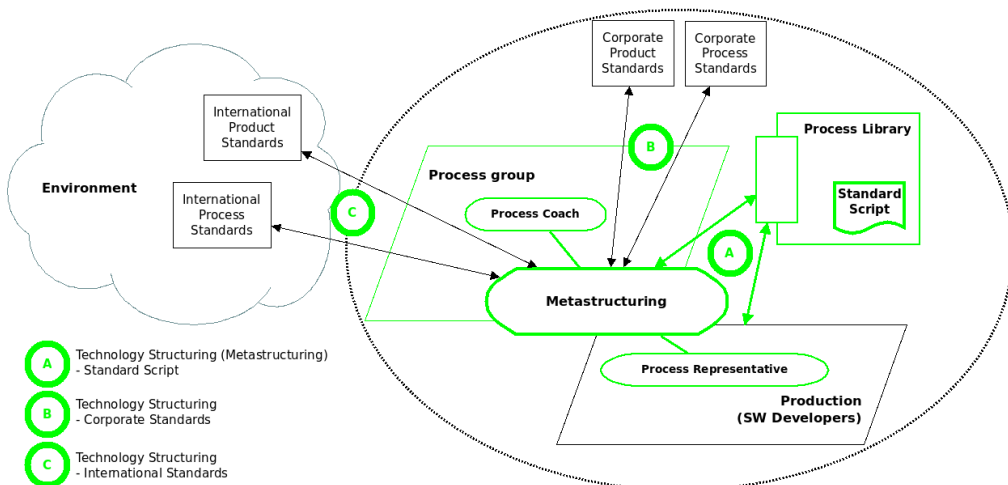 Corporate
Product
Standards
Corporate
Process
Standards
International
Product
Standards
Process Library
B
Environment
Process group
Standard
Script
International
Process
Standards
C
Process Coach
A
Metastructuring
Process Representative
Production
(SW Developers)
A
Technology Structuring (Metastructuring)
- Standard Script
B
Technology Structuring
- Corporate Standards
C
Technology Structuring
- International Standards